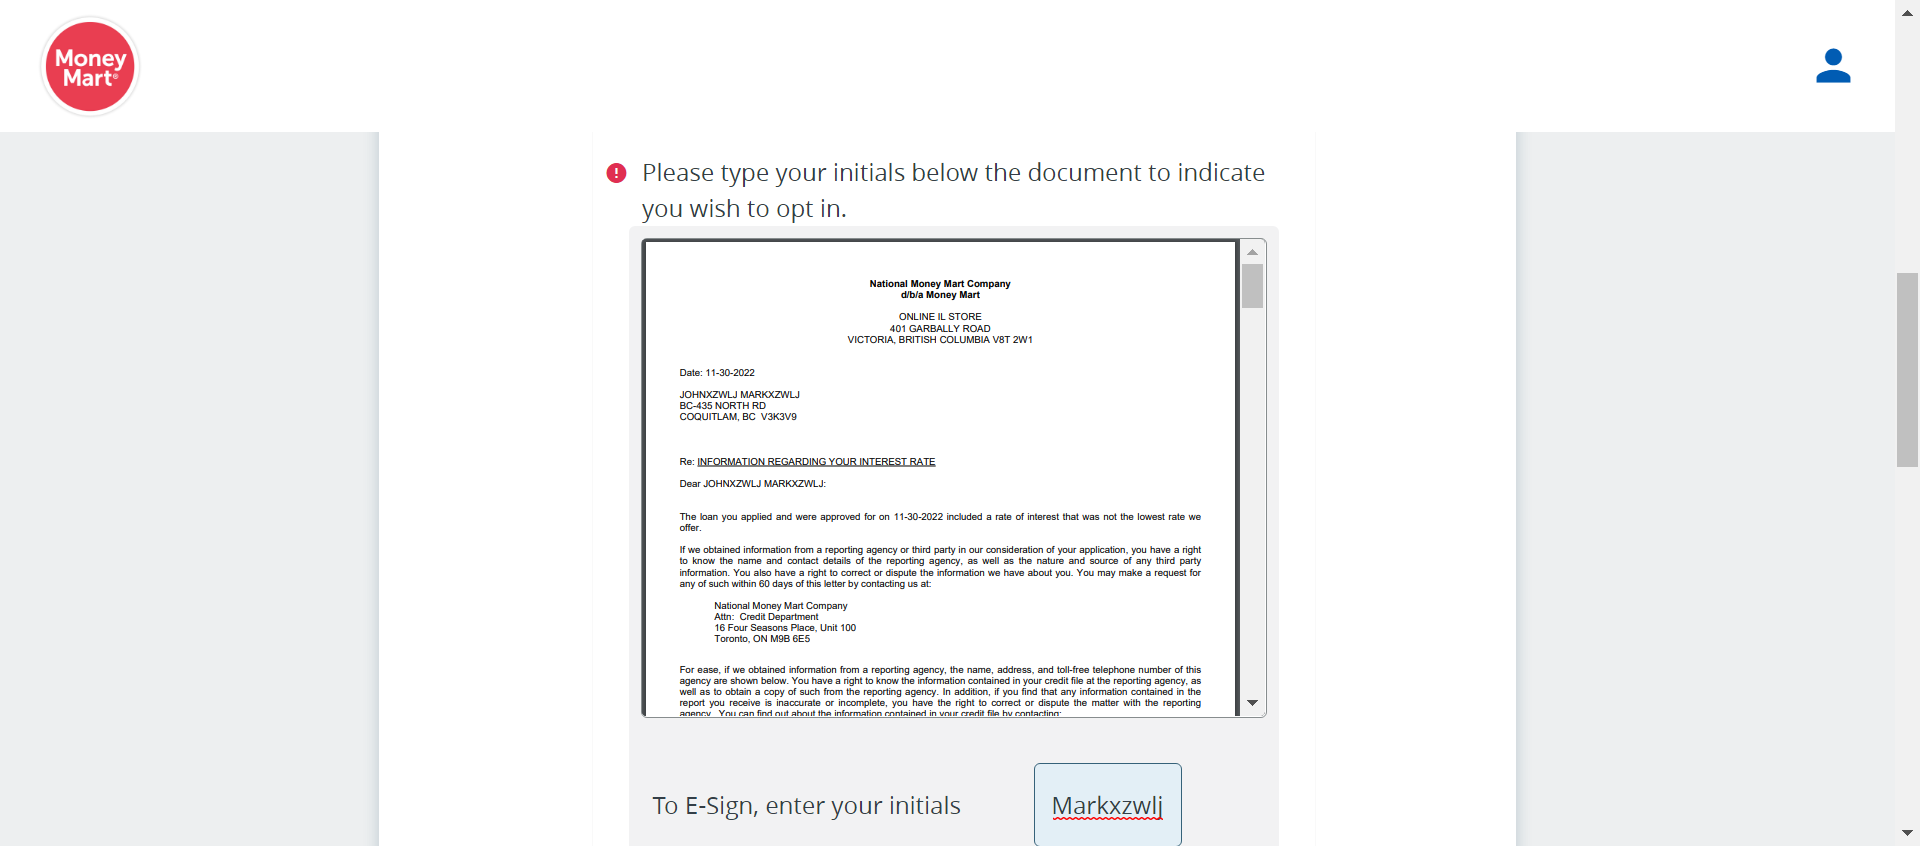 Money
Mart®
Please type your initials below the document to indicate
you wish to opt in.
National Money Mart Company
d/b/a Money Mart
ONLINE IL STORE
401 GARBALLY ROAD
VICTORIA, BRITISH COLUMBIA V8T 2W1
Date: 11-30-2022
JOHNXZWLJ MARKXZWLJ
BC-435 NORTH RD
COQUITLAM, BC V3K3V9
Re: INFORMATION REGARDING YOUR INTEREST RATE
Dear JOHNXZWLJ MARKXZWLJ:
The loan you applied and were approved for on 11-30-2022 included a rate of interest that was not the lowest rate we
offer.
If we obtained information from a reporting agency or third party in our consideration of your application, you have a right
to know the name and contact details of the reporting agency, as well as the nature and source of any third party
information. You also have a right to correct or dispute the information we have about you. You may make a request for
any of such within 60 days of this letter by contacting us at:
National Money Mart Company
Attn: Credit Department
16 Four Seasons Place, Unit 100
Toronto, ON M9B 6E5
For ease, if we obtained information from a reporting agency, the name, address, and toll-free telephone number of this
agency are shown below. You have a right to know the information contained in your credit file at the reporting agency, as
well as to obtain a copy of such from the reporting agency. In addition, if you find that any information contained in the
report you receive is inaccurate or incomplete, you have the right to correct or dispute the matter with the reporting
agency. You can find out about the information contained in your credit file by contacting:
To E-Sign, enter your initials
Markxzwlj